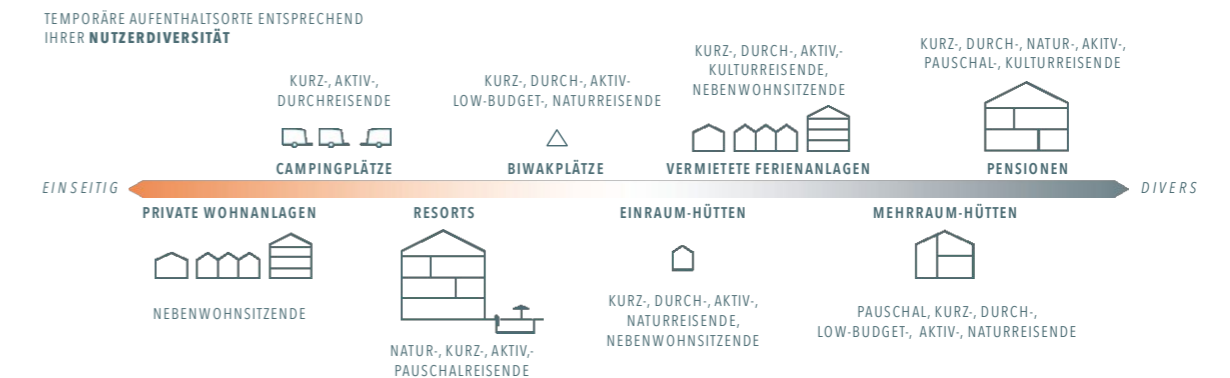 TEMPORÄRE AUFENTHALTSORTE ENTSPRECHEND
IHRER NUTZERDIVERSITÄT
KURZ-, AKTIV-,
DURCHREISENDE
CAMPINGPLÄTZE
KURZ-, DURCH-, AKTIV-
LOW-BUDGET-, NATURREISENDE
BIWAKPLÄTZE
KURZ-, DURCH-, AKTIV,-
KULTURREISENDE,
NEBENWOHNSITZENDE
VERMIETETE FERIENANLAGEN
KURZ-, DURCH-, NATUR-, AKITV-,
PAUSCHAL-, KULTURREISENDE
PENSIONEN
EINSEITIG
DIVERS
PRIVATE WOHNANLAGEN
NEBENWOHNSITZENDE
RESORTS
NATUR-, KURZ-, AKTIV,-
PAUSCHALREISENDE
EINRAUM-HÜTTEN
KURZ-, DURCH-, AKTIV-,
NATURREISENDE,
NEBENWOHNSITZENDE
MEHRRAUM-HÜTTEN
PAUSCHAL, KURZ-, DURCH-,
LOW-BUDGET-, AKTIV-, NATURREISENDE